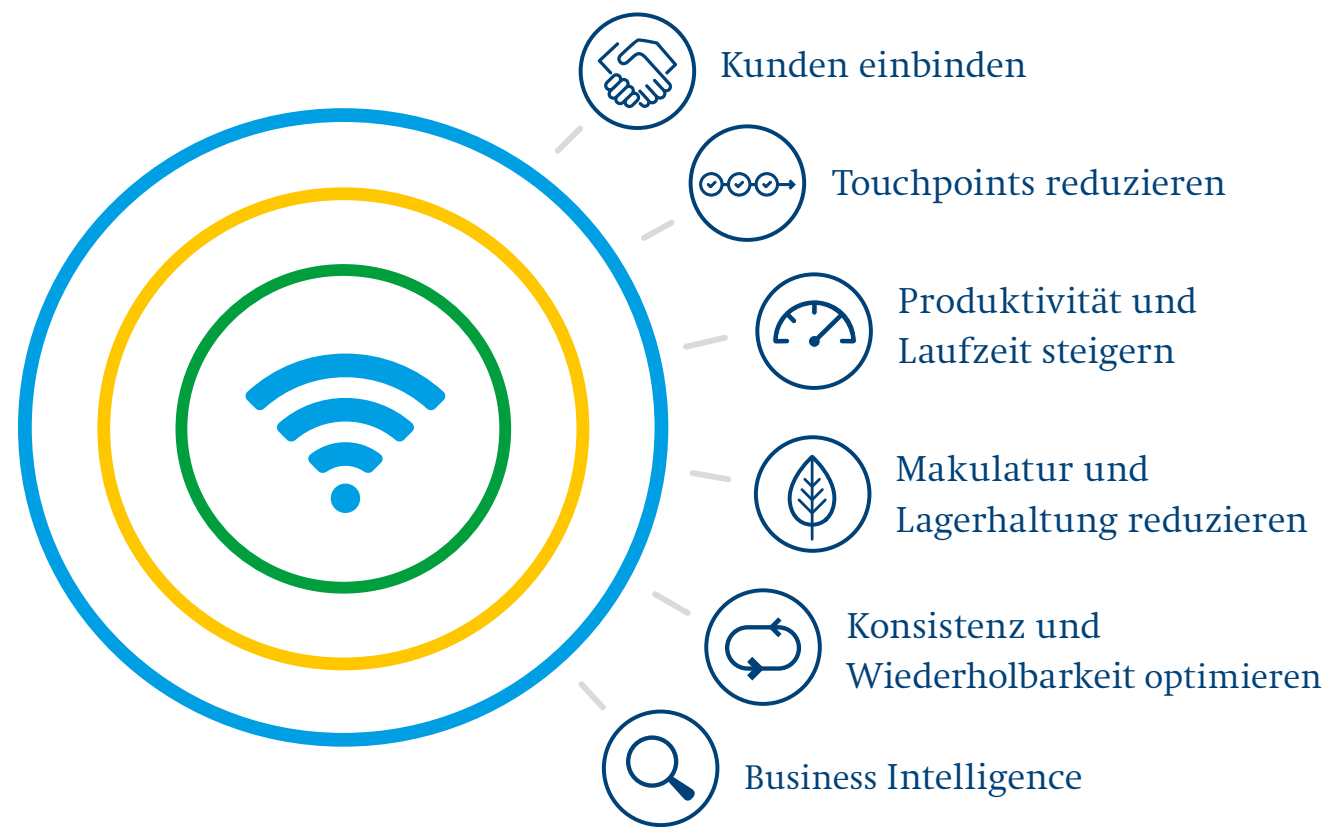 Kunden einbinden
Touchpoints reduzieren
Produktivität und
Laufzeit steigern
Makulatur und
Lagerhaltung reduzieren
Konsistenz und
Wiederholbarkeit optimieren
Business Intelligence